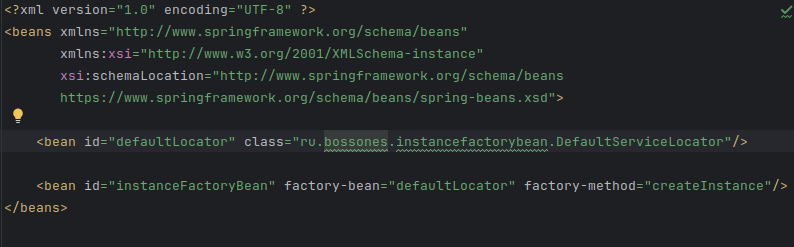 <?xml version="1.0" encoding="UTF-8" ?>
<beans xmlns="http://www.springframework.org/schema/beans"
       xmlns:xsi="http://www.w3.org/2001/XMLSchema-instance"
       xsi:schemaLocation="http://www.springframework.org/schema/beans
       https://www.springframework.org/schema/beans/spring-beans.xsd">
    <bean id="defaultLocator" class="ru.bossones.instancefactorybean.DefaultServiceLocator"/>
    <bean id="instanceFactoryBean" factory-bean="defaultLocator" factory-method="createInstance"/>
</beans>